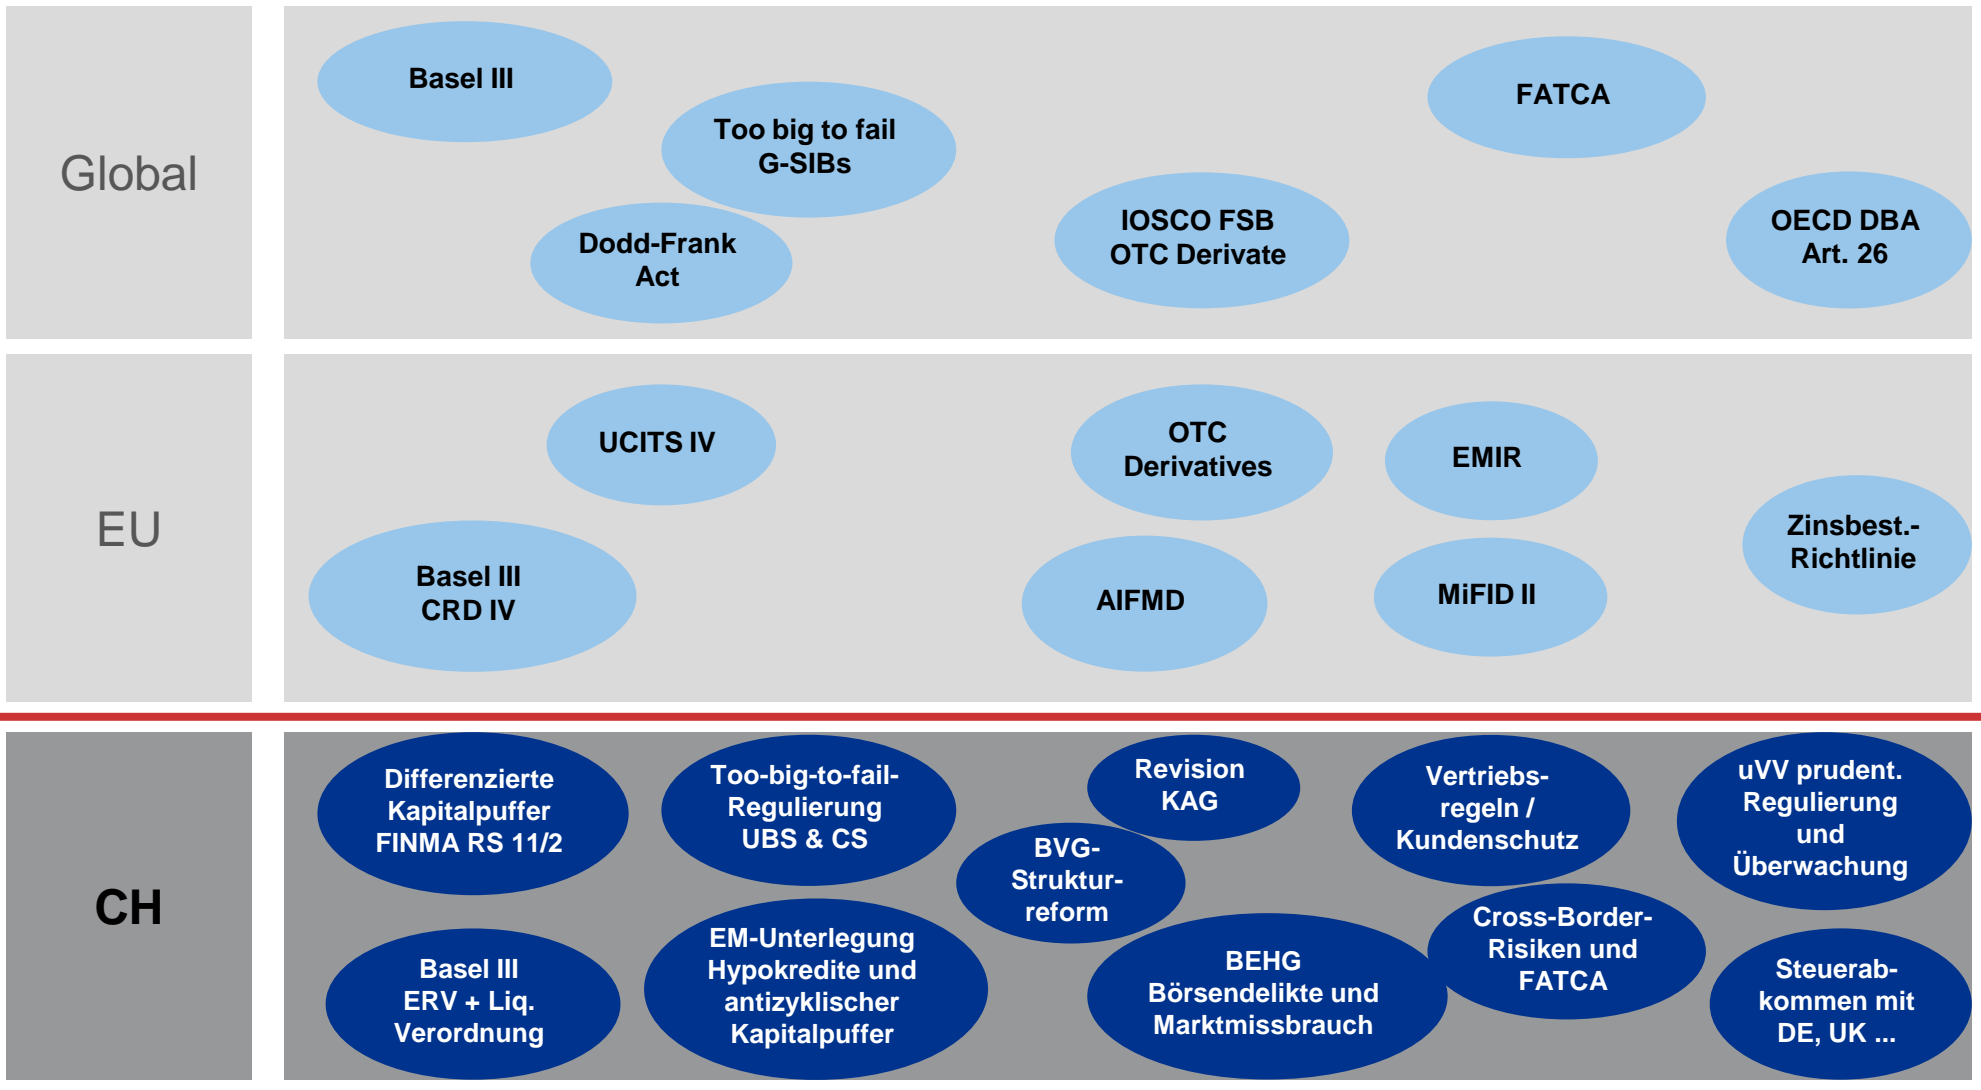 Global
Basel III
Too big to fail
G-SIBs
Dodd-Frank
Act
IOSCO FSB
OTC Derivate
FATCA
OECD DBA
Art. 26
EU
UCITS IV
Basel III
CRD IV
OTC
Derivatives
AIFMD
EMIR
MiFID II
Zinsbest.-
Richtlinie
CH
Differenzierte
Kapitalpuffer
FINMA RS 11/2
Too-big-to-fail-
Regulierung
UBS & CS
Revision
KAG
BVG-
Struktur-
reform
Vertriebs-
regeln /
Kundenschutz
uVV prudent.
Regulierung
und
Überwachung
Basel III
ERV + Liq.
Verordnung
EM-Unterlegung
Hypokredite und
antizyklischer
Kapitalpuffer
BEHG
Börsendelikte und
Marktmissbrauch
Cross-Border-
Risiken und
FATCA
Steuerab-
kommen mit
DE, UK ...